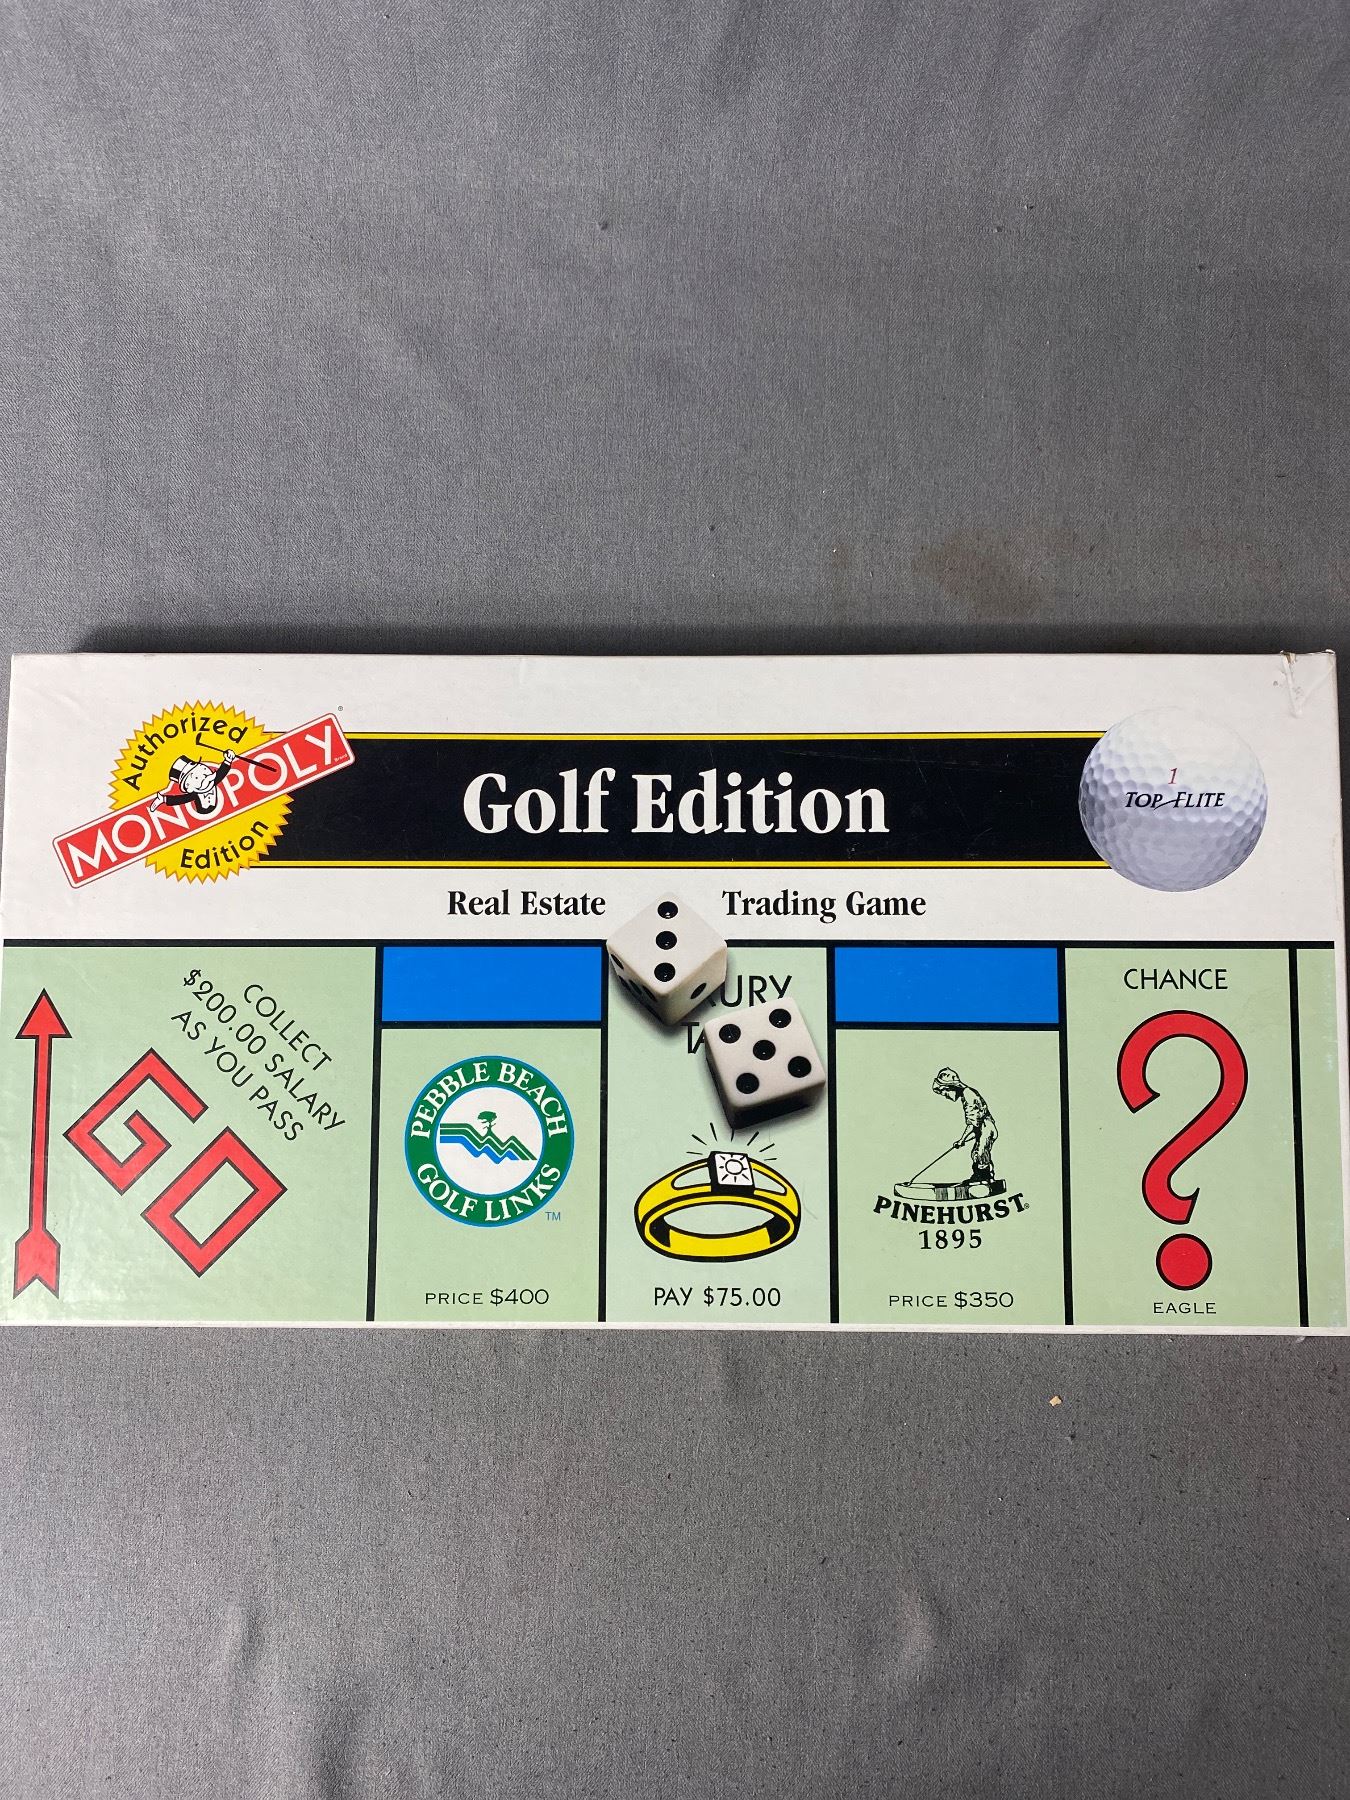 Authorized
MONOPOLY
Edition
Golf Edition
1
TOP FLITE
Real Estate Trading Game
COLLECT
$200.00 SALARY
AS YOU PASS
GO
PEBBLE BEACH
GOLF LINKS
TM
PRICE $400
PAY $75.00
PINEHURST®
1895
PRICE $350
CHANCE
?
EAGLE